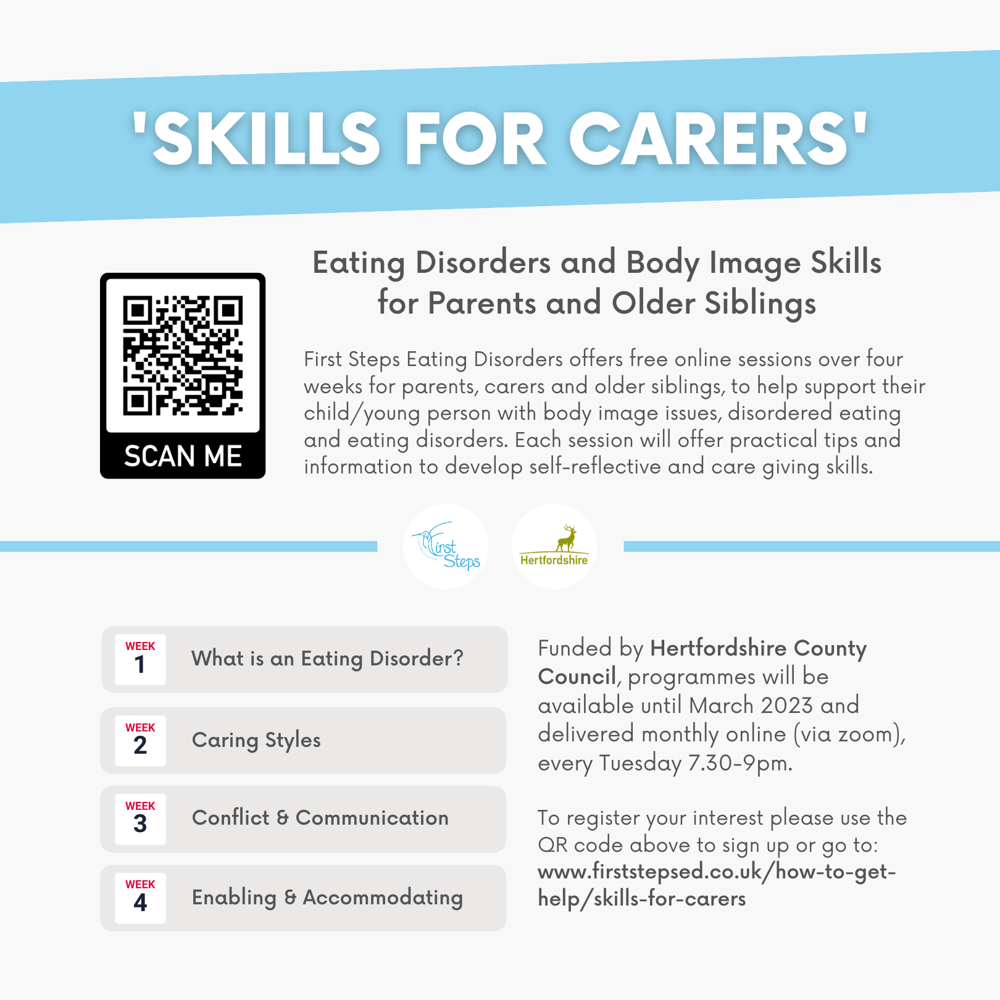 'SKILLS FOR CARERS'
Eating Disorders and Body Image Skills
for Parents and Older Siblings
SCAN ME
First Steps Eating Disorders offers free online sessions over four
weeks for parents, carers and older siblings, to help support their
child/young person with body image issues, disordered eating
and eating disorders. Each session will offer practical tips and
information to develop self-reflective and care giving skills.
First
Steps
Hertfordshire
WEEK
1
What is an Eating Disorder?
WEEK
2
Caring Styles
WEEK
3
Conflict & Communication
WEEK
4
Enabling & Accommodating
Funded by Hertfordshire County
Council, programmes will be
available until March 2023 and
delivered monthly online (via zoom),
every Tuesday 7.30-9pm.
To register your interest please use the
QR code above to sign up or go to:
www.firststepsed.co.uk/how-to-get-
help/skills-for-carers